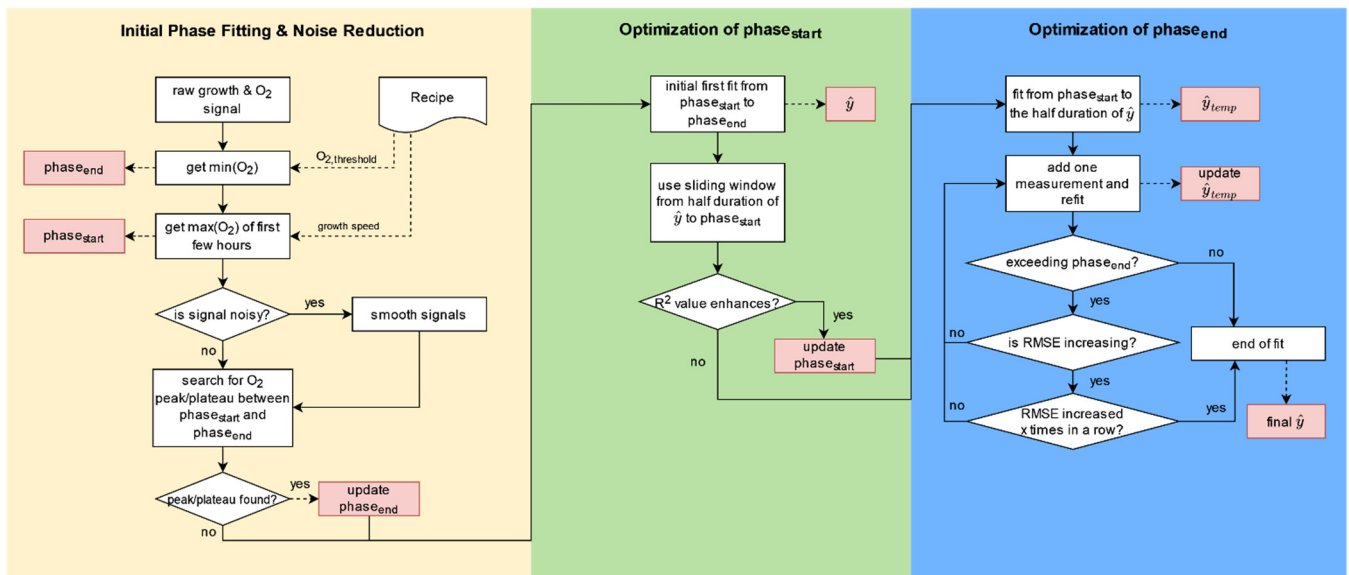 Initial Phase Fitting & Noise Reduction
raw growth & O2
signal
Recipe
O2,threshold
phaseend
get min(O2)
phasestart
get max(O2) of first
few hours
growth speed
is signal noisy?
yes
smooth signals
no
search for O2
peak/plateau between
phasestart and
phaseend
peak/plateau found?
yes
update
phaseend
no
Optimization of phasestart
initial first fit from
phasestart to
phaseend
ŷ
use sliding window
from half duration of
ŷ to phasestart
R² value enhances?
yes
update
phasestart
no
Optimization of phaseend
fit from phasestart to
the half duration of ŷ
ŷtemp
add one
measurement and
refit
update
ŷtemp
exceeding phaseend?
no
yes
is RMSE increasing?
no
end of fit
yes
RMSE increased
x times in a row?
no
yes
final ŷ